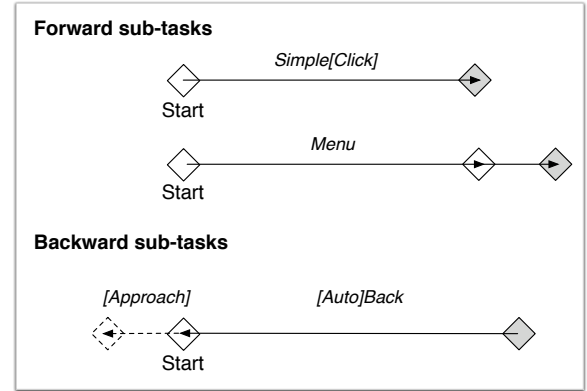 Forward sub-tasks
Simple[Click]
Start
Menu
Start
Backward sub-tasks
[Approach] [Auto]Back
Start